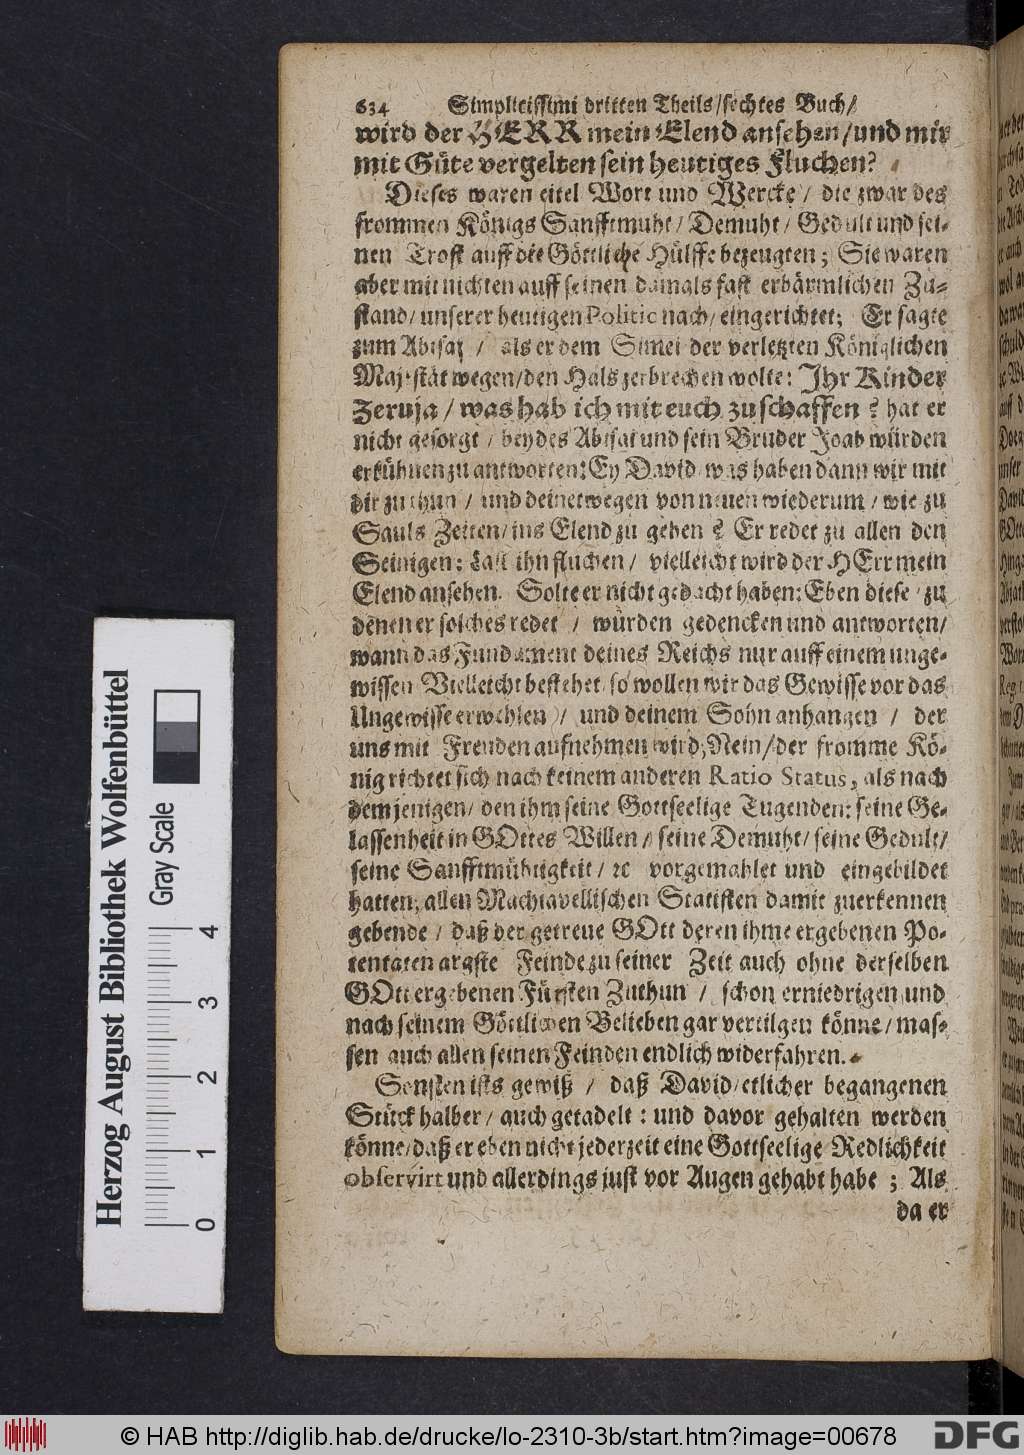 634 Simplicissimi dritten Theils/sechtes Buch/
wird der HERR mein Elend ansehen/und mir
mit Güte vergelten sein heutiges Fluchen?
Dieses waren eitel Wort und Wercke/ die zwar des
frommen Königs Sanfftmuht/ Demuht/ Gedult und sei-
nen Trost auff die Göttliche Hülffe bezeugten; Sie waren
aber mit nichten auff seinen damals fast erbärmlichen Zu-
stand/ unserer heutigen Politic nach/ eingerichtet; Er sagte
zum Abisai / als er dem Simei der verletzten Königlichen
Majestät wegen/den Hals zerbrechen wolte: Ihr Kinder
Zeruja/ was hab ich mit euch zu schaffen? hat er
nicht gesorgt / beydes Abisai und sein Bruder Joab würden
erkühnen zu antworten: Ey David was haben dann wir mit
dir zu thun / und deinetwegen von neuen wiederum / wie zu
Sauls Zeiten/ ins Elend zu gehen? Er redet zu allen den
Seinigen: Last ihn fluchen/ vielleicht wird der HErr mein
Elend ansehen. Solte er nicht gedacht haben: Eben diese / zu
denen er solches redet / würden gedencken und antworten/
wann das Fundament deines Reichs nur auff einem unge-
wissen Vielleicht bestehet/ so wollen wir das Gewisse vor das
Ungewisse erwehlen / und deinem Sohn anhangen / der
uns mit Freuden aufnehmen wird; Nein/der fromme Kö-
nig richtet sich nach keinem anderen Ratio Status, als nach
demjenigen/ den ihm seine Gottseelige Tugenden: seine Ge-
lassenheit in GOttes Willen/ seine Demuht/ seine Gedult/
seine Sanfftmühtigkeit/ ꝛc vorgemahlet und eingebildet
hatten; allen Machiavellischen Statisten damit zuerkennen
gebende / daß der getreue GOtt deren ihme ergebenen Po-
tentaten argste Feinde zu seiner Zeit auch ohne derselben
GOtt ergebenen Fürsten Zuthun / schon erniedrigen und
nach seinem Göttlichen Belieben gar vertilgen könne/ mas-
sen auch allen seinen Feinden endlich widerfahren.
Sonsten ists gewiß / daß David/etlicher begangenen
Stück halber/ auch getadelt: und davor gehalten werden
könne/daß er eben nicht jederzeit eine Gottseelige Redlichkeit
observirt und allerdings just vor Augen gehabt habe; Als
da er
Herzog August Bibliothek Wolfenbüttel
Gray Scale
0 1 2 3 4
© HAB http://diglib.hab.de/drucke/lo-2310-3b/start.htm?image=00678
DFG